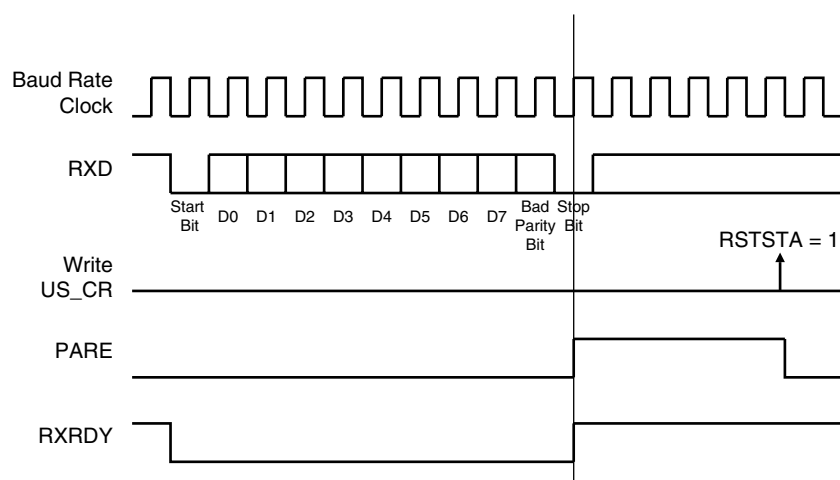 Baud Rate
Clock
RXD
Start
Bit
D0 D1 D2 D3 D4 D5 D6 D7
Bad
Parity
Bit
Stop
Bit
RSTSTA = 1
Write
US_CR
PARE
RXRDY